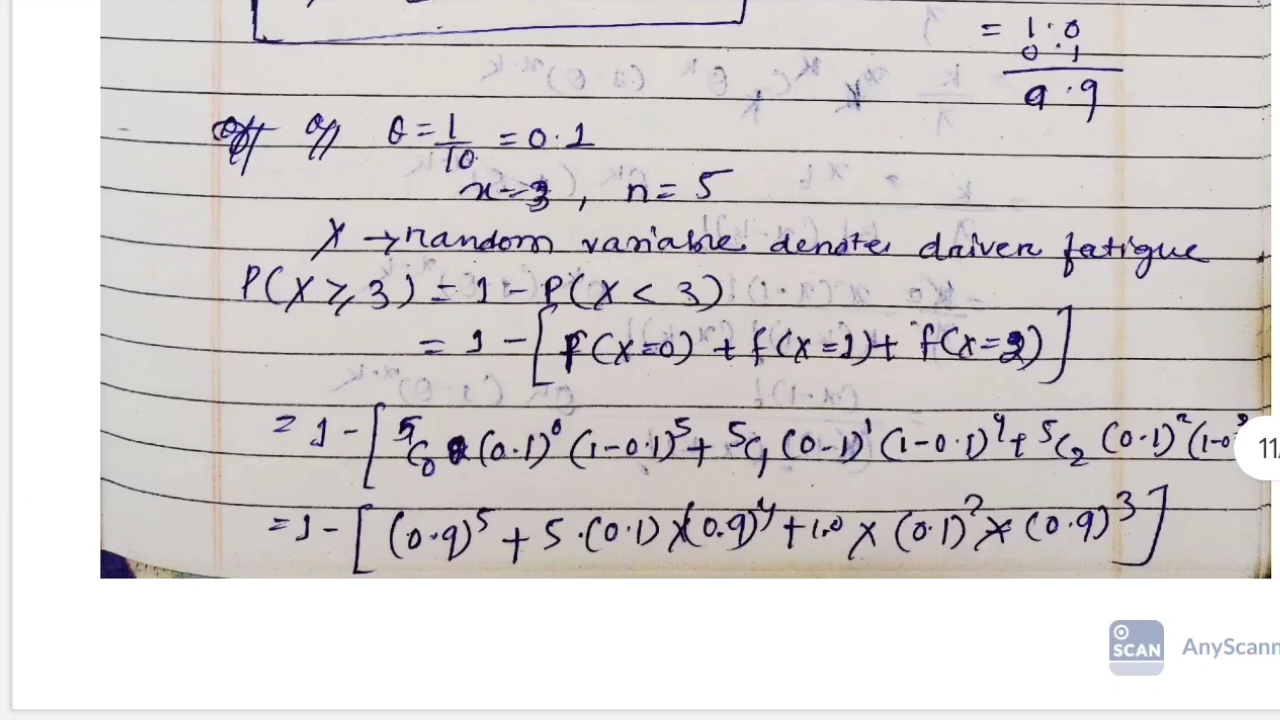 = 1.0
0.1
0.9
θ = 1/10 = 0.1
x = 3, n = 5
X → random variable denote driver fatigue
P(X ≥ 3) = 1 - P(X < 3)
= 1 - [f(X=0) + f(X=1) + f(X=2)]
= 1 - [⁵C₀ (0.1)⁰ (1-0.1)⁵ + ⁵C₁ (0.1)¹ (1-0.1)⁴ + ⁵C₂ (0.1)² (1-0
= 1 - [(0.9)⁵ + 5.(0.1)×(0.9)⁴ + 10 × (0.1)² × (0.9)³]
11/
SCAN
AnyScann